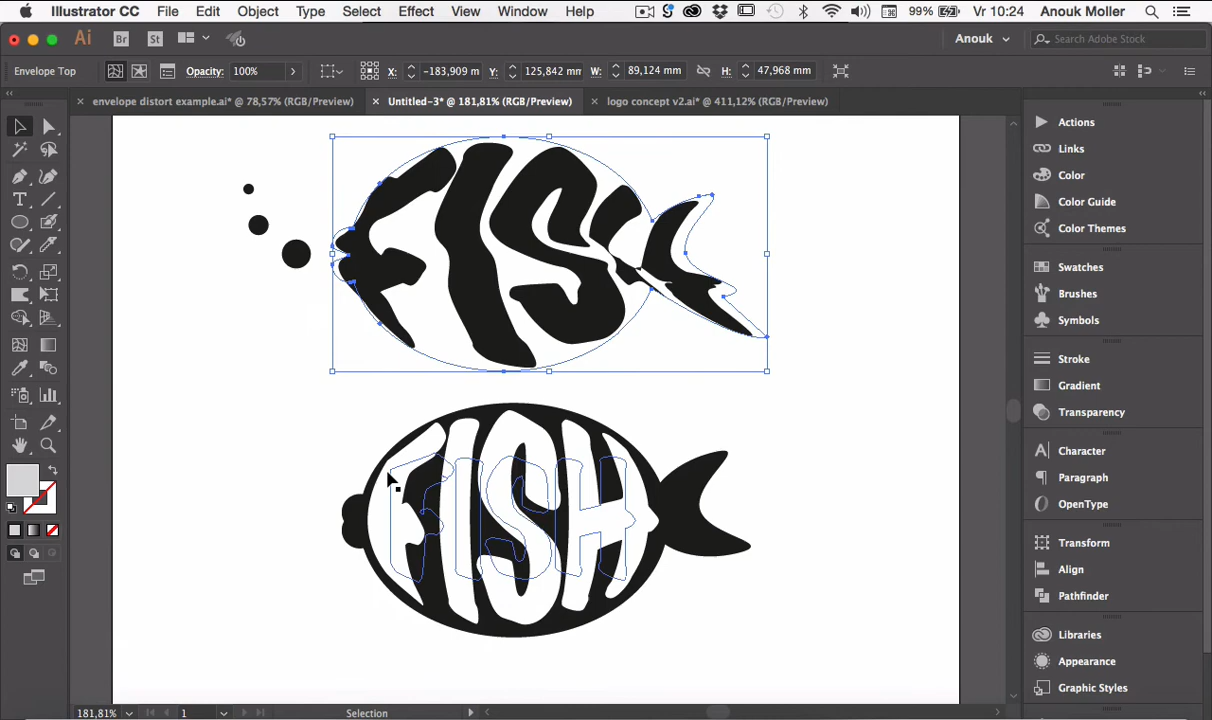 Illustrator CC File Edit Object Type Select Effect View Window Help 99% Vr 10:24 Anouk Moller
Ai Br St Anouk Search Adobe Stock
Envelope Top Opacity: 100% X: -183,909 m Y: 125,842 mm W: 89,124 mm H: 47,968 mm
× envelope distort example.ai* @ 78,57% (RGB/Preview) × Untitled-3* @ 181,81% (RGB/Preview) × logo concept v2.ai* @ 411,12% (RGB/Preview)
FISH
FISH
Actions
Links
Color
Color Guide
Color Themes
Swatches
Brushes
Symbols
Stroke
Gradient
Transparency
Character
Paragraph
OpenType
Transform
Align
Pathfinder
Libraries
Appearance
Graphic Styles
181,81% 1 Selection